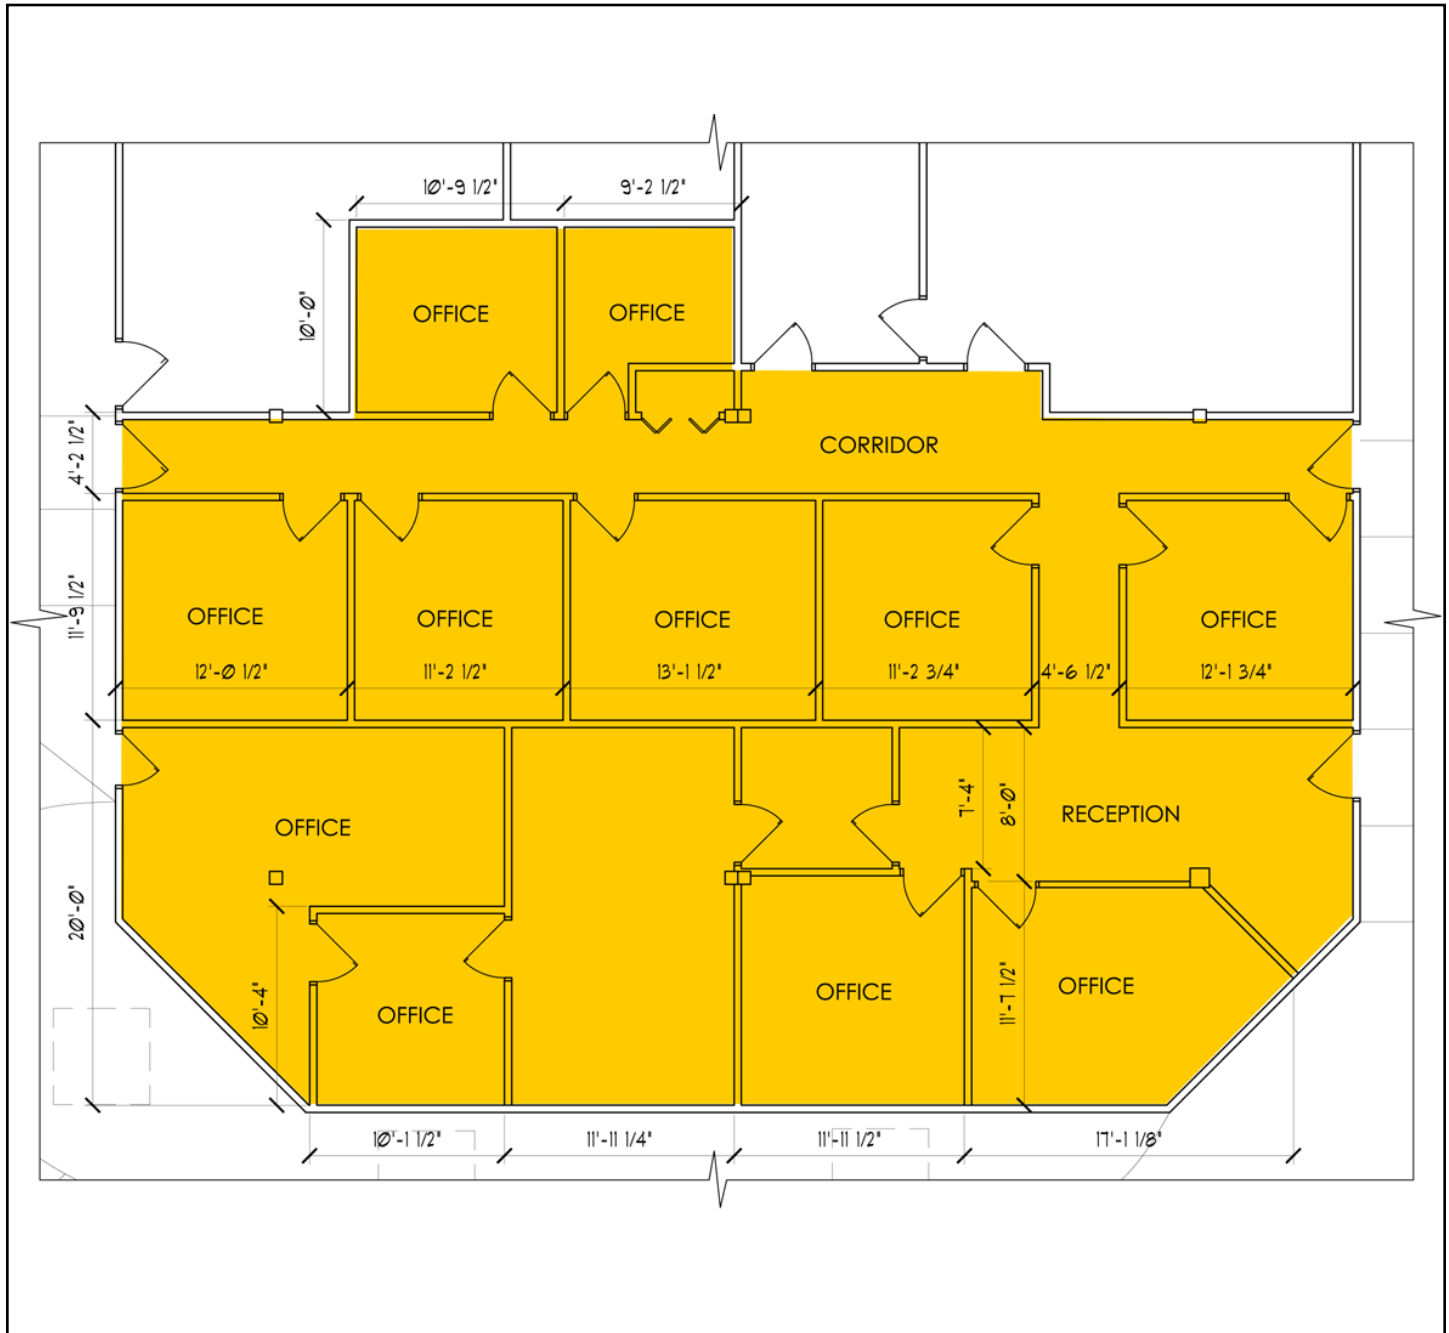 10'-9 1/2" 9'-2 1/2"
10'-0"
OFFICE OFFICE
4'-2 1/2"
CORRIDOR
11'-9 1/2"
OFFICE OFFICE OFFICE OFFICE OFFICE
12'-0 1/2" 11'-2 1/2" 13'-1 1/2" 11'-2 3/4" 4'-6 1/2" 12'-1 3/4"
7'-4" 8'-0"
OFFICE RECEPTION
20'-0"
10'-4" 11'-7 1/2"
OFFICE OFFICE OFFICE
10'-1 1/2" 11'-11 1/4" 11'-11 1/2" 17'-1 1/8"